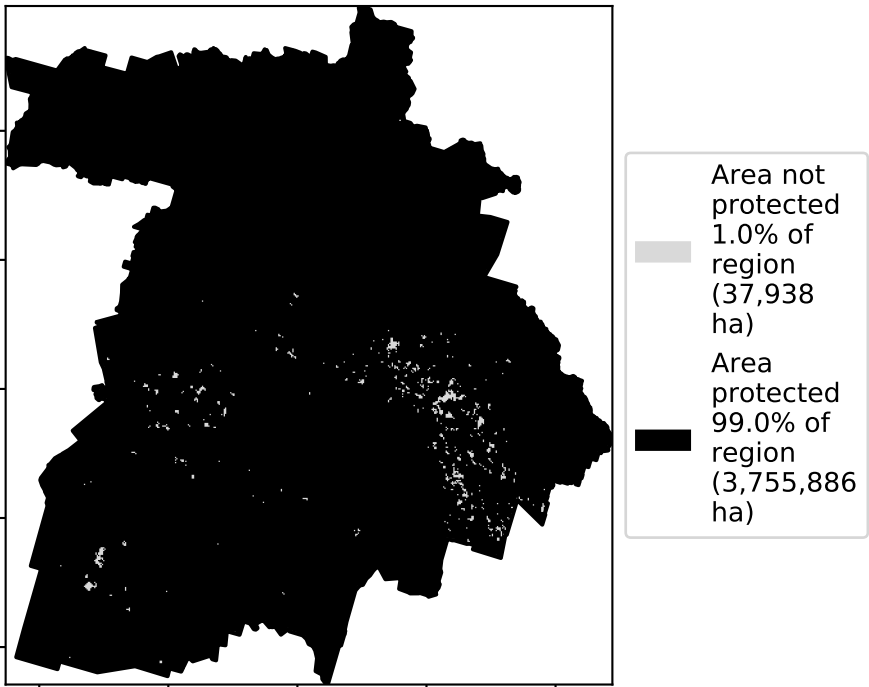 Area not
protected
1.0% of
region
(37,938
ha)
Area
protected
99.0% of
region
(3,755,886
ha)